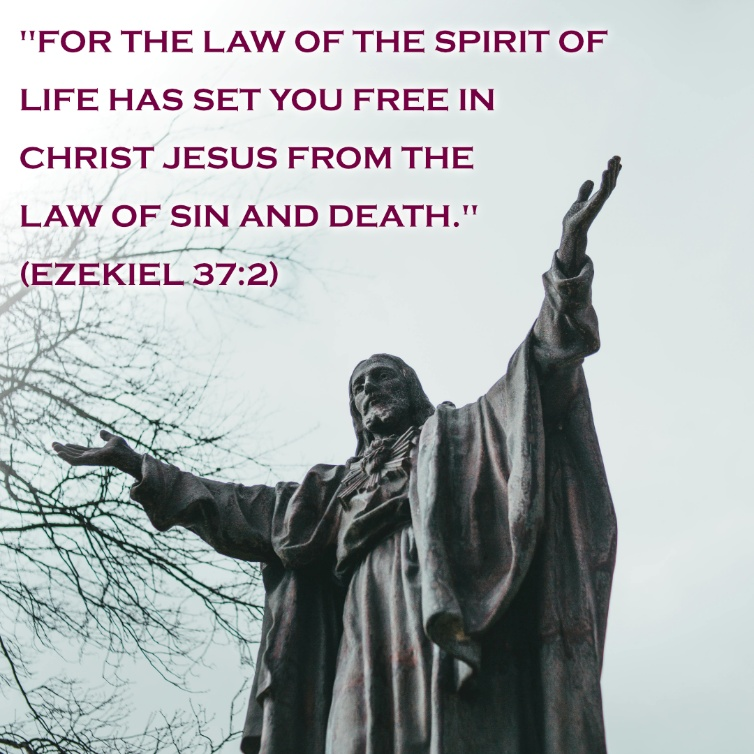 "FOR THE LAW OF THE SPIRIT OF
LIFE HAS SET YOU FREE IN
CHRIST JESUS FROM THE
LAW OF SIN AND DEATH."
(EZEKIEL 37:2)